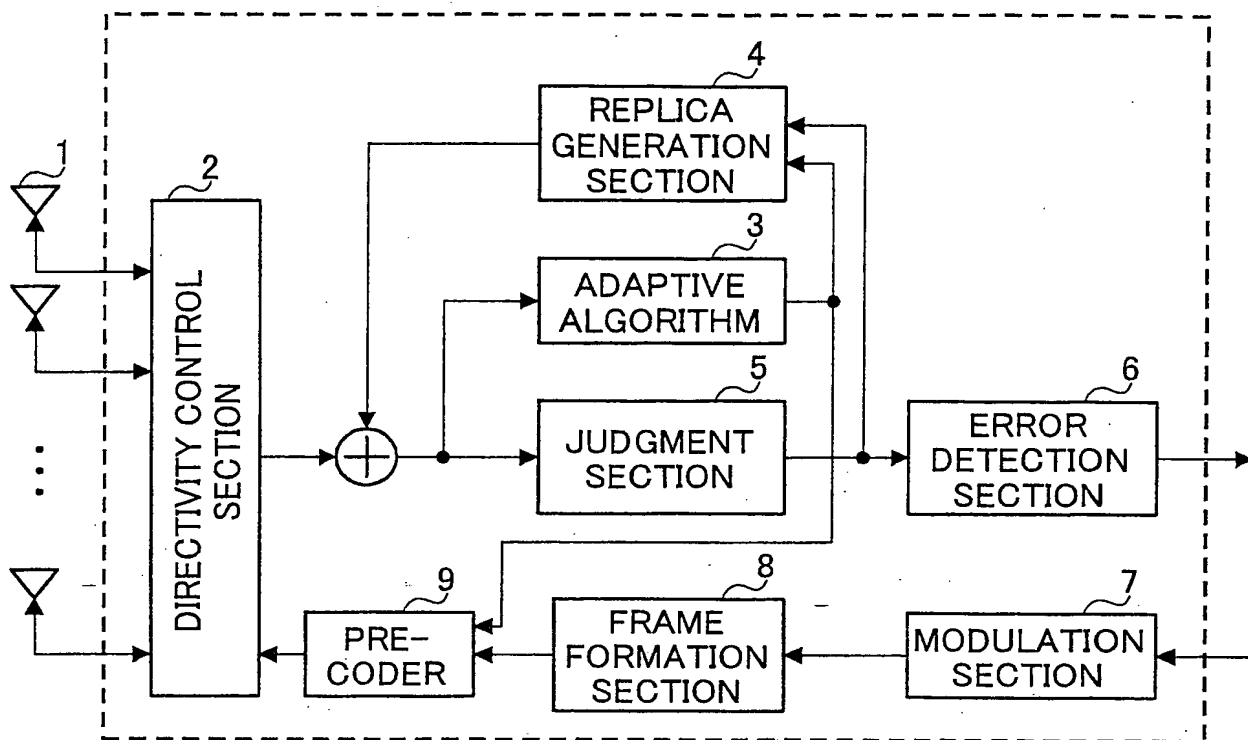 4
REPLICA
GENERATION
SECTION
1
2
3
ADAPTIVE
ALGORITHM
DIRECTIVITY CONTROL
SECTION
5
JUDGMENT
SECTION
6
ERROR
DETECTION
SECTION
...
9
PRE-
CODER
8
FRAME
FORMATION
SECTION
7
MODULATION
SECTION